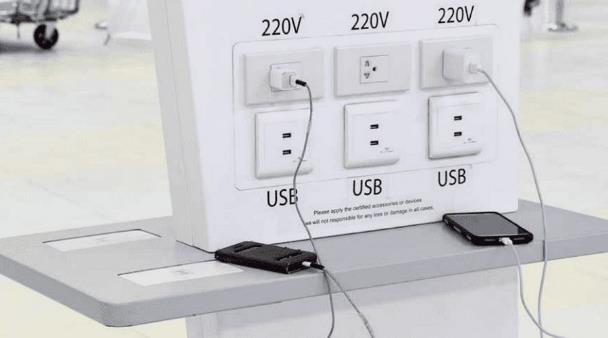 220V
220V
220V
USB
USB
USB
Please apply the certified accessories or devices
we will not responsible for any loss or damage in all cases.